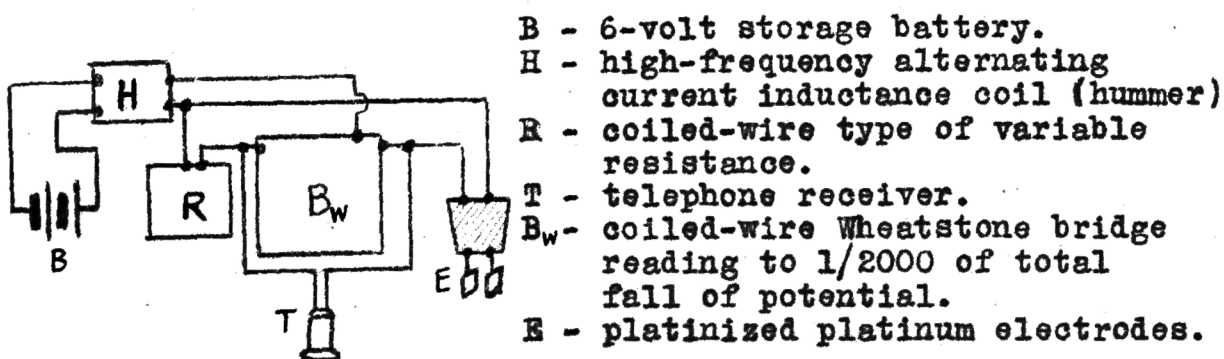 B - 6-volt storage battery.
H - high-frequency alternating
current inductance coil (hummer)
R - coiled-wire type of variable
resistance.
T - telephone receiver.
Bw- coiled-wire Wheatstone bridge
reading to 1/2000 of total
fall of potential.
E - platinized platinum electrodes.
H
R
Bw
B
E
T